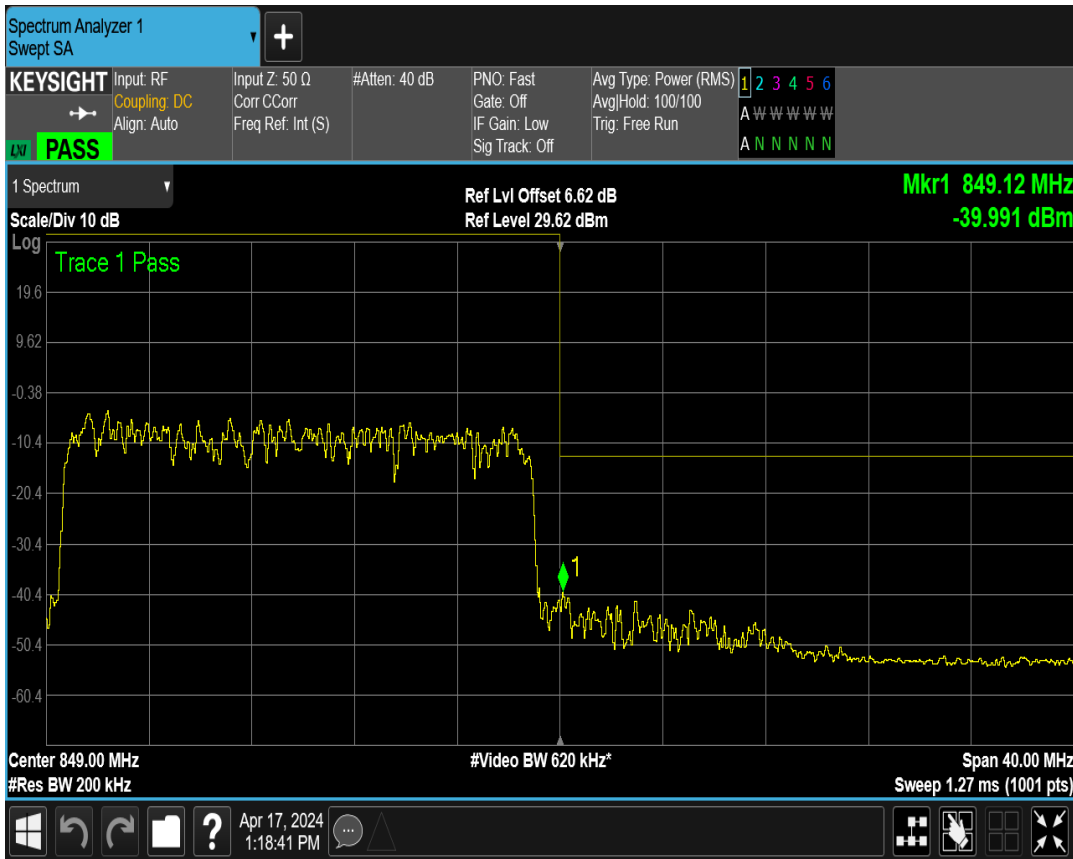 Spectrum Analyzer 1
Swept SA
+
KEYSIGHT
LXI PASS
Input: RF
Coupling: DC
Align: Auto
Input Z: 50 Ω
Corr CCorr
Freq Ref: Int (S)
#Atten: 40 dB
PNO: Fast
Gate: Off
IF Gain: Low
Sig Track: Off
Avg Type: Power (RMS)
Avg|Hold: 100/100
Trig: Free Run
1 2 3 4 5 6
A W W W W W
A N N N N N
1 Spectrum
Scale/Div 10 dB
Ref Lvl Offset 6.62 dB
Ref Level 29.62 dBm
Mkr1 849.12 MHz
-39.991 dBm
Log
Trace 1 Pass
19.6
9.62
-0.38
-10.4
-20.4
-30.4
1
-40.4
-50.4
-60.4
Center 849.00 MHz
#Video BW 620 kHz*
Span 40.00 MHz
#Res BW 200 kHz
Sweep 1.27 ms (1001 pts)
?
Apr 17, 2024
1:18:41 PM